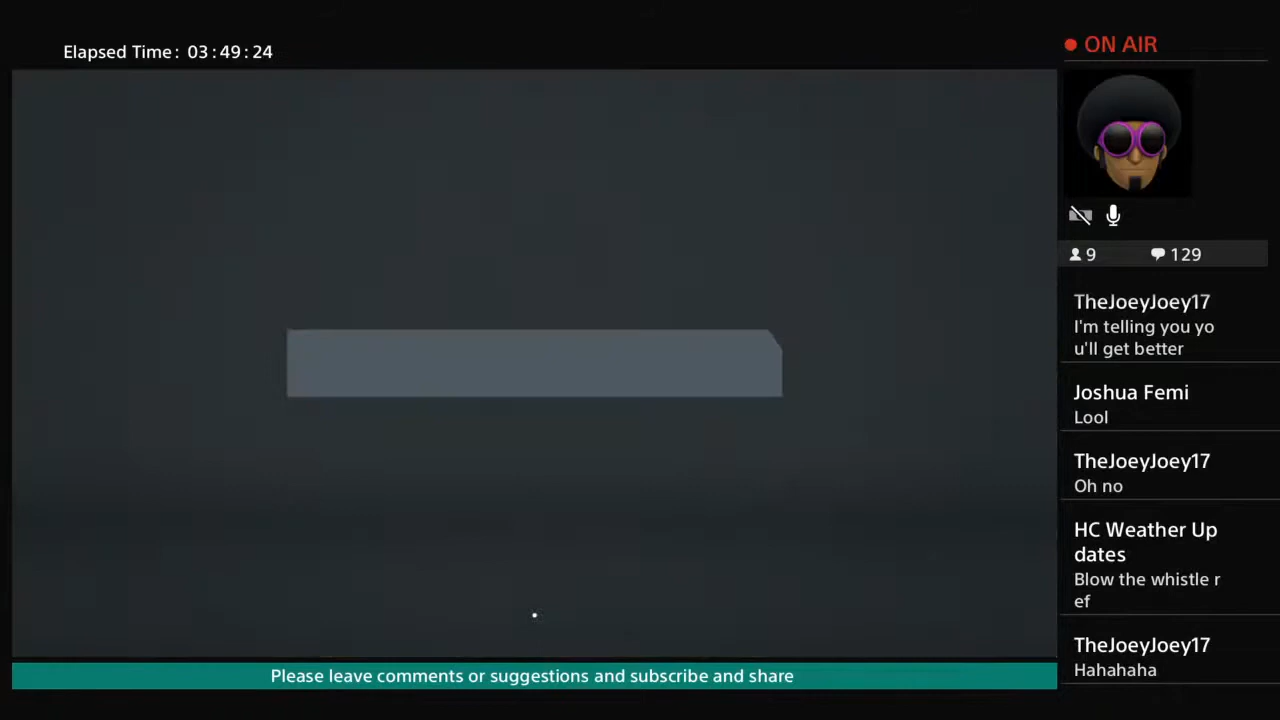 Elapsed Time: 03:49:24
ON AIR
9 129
TheJoeyJoey17
I'm telling you yo
u'll get better
Joshua Femi
Lool
TheJoeyJoey17
Oh no
HC Weather Up
dates
Blow the whistle r
ef
TheJoeyJoey17
Hahahaha
Please leave comments or suggestions and subscribe and share